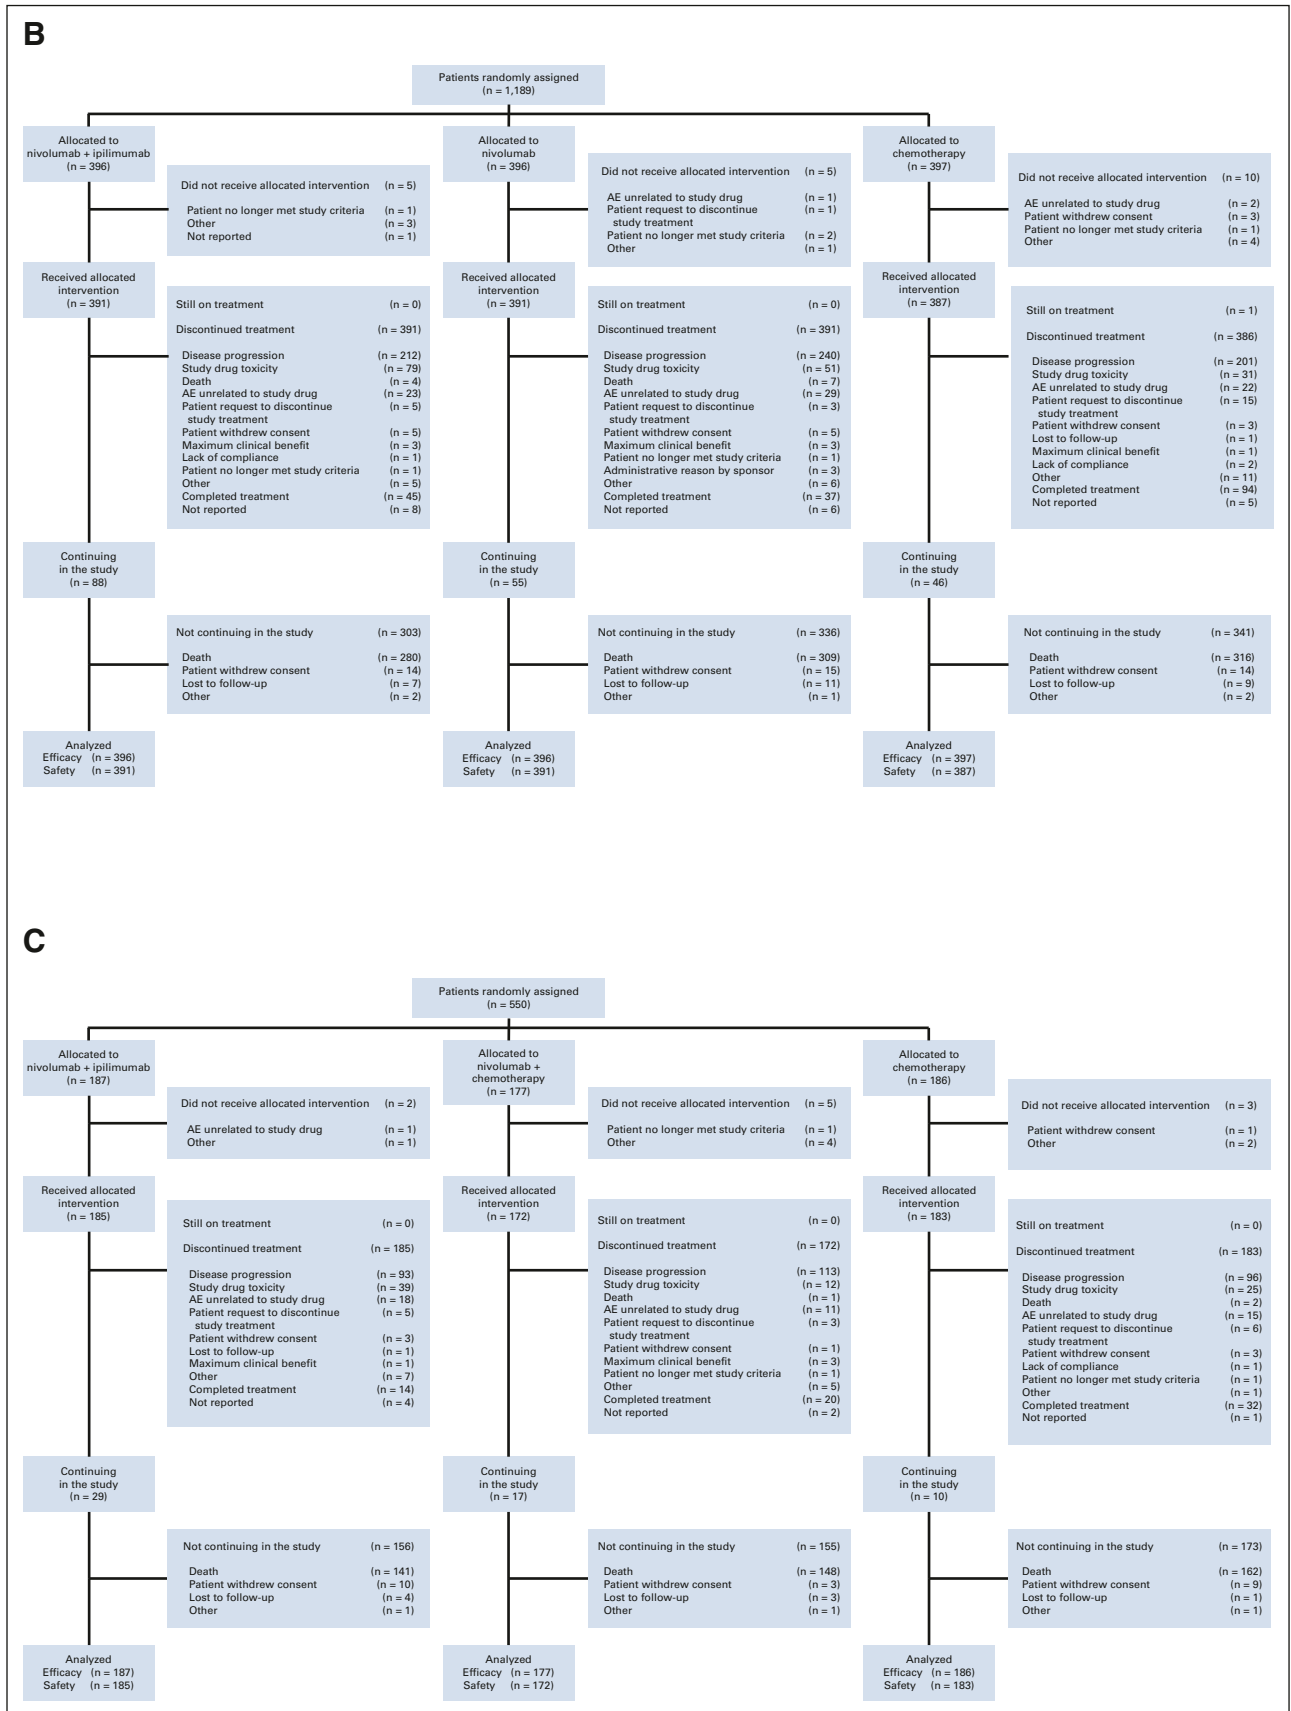 B
Patients randomly assigned
(n = 1,189)
Allocated to
nivolumab + ipilimumab
(n = 396)
Did not receive allocated intervention (n = 5)
Patient no longer met study criteria (n = 1)
Other (n = 3)
Not reported (n = 1)
Received allocated
intervention
(n = 391)
Still on treatment (n = 0)
Discontinued treatment (n = 391)
Disease progression (n = 212)
Study drug toxicity (n = 79)
Death (n = 4)
AE unrelated to study drug (n = 23)
Patient request to discontinue (n = 5)
study treatment
Patient withdrew consent (n = 5)
Maximum clinical benefit (n = 3)
Lack of compliance (n = 1)
Patient no longer met study criteria (n = 1)
Other (n = 5)
Completed treatment (n = 45)
Not reported (n = 8)
Continuing
in the study
(n = 88)
Not continuing in the study (n = 303)
Death (n = 280)
Patient withdrew consent (n = 14)
Lost to follow-up (n = 7)
Other (n = 2)
Analyzed
Efficacy (n = 396)
Safety (n = 391)
Allocated to
nivolumab
(n = 396)
Did not receive allocated intervention (n = 5)
AE unrelated to study drug (n = 1)
Patient request to discontinue (n = 1)
study treatment
Patient no longer met study criteria (n = 2)
Other (n = 1)
Received allocated
intervention
(n = 391)
Still on treatment (n = 0)
Discontinued treatment (n = 391)
Disease progression (n = 240)
Study drug toxicity (n = 51)
Death (n = 7)
AE unrelated to study drug (n = 29)
Patient request to discontinue (n = 3)
study treatment
Patient withdrew consent (n = 5)
Maximum clinical benefit (n = 3)
Patient no longer met study criteria (n = 1)
Administrative reason by sponsor (n = 3)
Other (n = 6)
Completed treatment (n = 37)
Not reported (n = 6)
Continuing
in the study
(n = 55)
Not continuing in the study (n = 336)
Death (n = 309)
Patient withdrew consent (n = 15)
Lost to follow-up (n = 11)
Other (n = 1)
Analyzed
Efficacy (n = 396)
Safety (n = 391)
Allocated to
chemotherapy
(n = 397)
Did not receive allocated intervention (n = 10)
AE unrelated to study drug (n = 2)
Patient withdrew consent (n = 3)
Patient no longer met study criteria (n = 1)
Other (n = 4)
Received allocated
intervention
(n = 387)
Still on treatment (n = 1)
Discontinued treatment (n = 386)
Disease progression (n = 201)
Study drug toxicity (n = 31)
AE unrelated to study drug (n = 22)
Patient request to discontinue (n = 15)
study treatment
Patient withdrew consent (n = 3)
Lost to follow-up (n = 1)
Maximum clinical benefit (n = 1)
Lack of compliance (n = 2)
Other (n = 11)
Completed treatment (n = 94)
Not reported (n = 5)
Continuing
in the study
(n = 46)
Not continuing in the study (n = 341)
Death (n = 316)
Patient withdrew consent (n = 14)
Lost to follow-up (n = 9)
Other (n = 2)
Analyzed
Efficacy (n = 397)
Safety (n = 387)
C
Patients randomly assigned
(n = 550)
Allocated to
nivolumab + ipilimumab
(n = 187)
Did not receive allocated intervention (n = 2)
AE unrelated to study drug (n = 1)
Other (n = 1)
Received allocated
intervention
(n = 185)
Still on treatment (n = 0)
Discontinued treatment (n = 185)
Disease progression (n = 93)
Study drug toxicity (n = 39)
AE unrelated to study drug (n = 18)
Patient request to discontinue (n = 5)
study treatment
Patient withdrew consent (n = 3)
Lost to follow-up (n = 1)
Maximum clinical benefit (n = 1)
Other (n = 7)
Completed treatment (n = 14)
Not reported (n = 4)
Continuing
in the study
(n = 29)
Not continuing in the study (n = 156)
Death (n = 141)
Patient withdrew consent (n = 10)
Lost to follow-up (n = 4)
Other (n = 1)
Analyzed
Efficacy (n = 187)
Safety (n = 185)
Allocated to
nivolumab +
chemotherapy
(n = 177)
Did not receive allocated intervention (n = 5)
Patient no longer met study criteria (n = 1)
Other (n = 4)
Received allocated
intervention
(n = 172)
Still on treatment (n = 0)
Discontinued treatment (n = 172)
Disease progression (n = 113)
Study drug toxicity (n = 12)
Death (n = 1)
AE unrelated to study drug (n = 11)
Patient request to discontinue (n = 3)
study treatment
Patient withdrew consent (n = 1)
Maximum clinical benefit (n = 3)
Patient no longer met study criteria (n = 1)
Other (n = 5)
Completed treatment (n = 20)
Not reported (n = 2)
Continuing
in the study
(n = 17)
Not continuing in the study (n = 155)
Death (n = 148)
Patient withdrew consent (n = 3)
Lost to follow-up (n = 3)
Other (n = 1)
Analyzed
Efficacy (n = 177)
Safety (n = 172)
Allocated to
chemotherapy
(n = 186)
Did not receive allocated intervention (n = 3)
Patient withdrew consent (n = 1)
Other (n = 2)
Received allocated
intervention
(n = 183)
Still on treatment (n = 0)
Discontinued treatment (n = 183)
Disease progression (n = 96)
Study drug toxicity (n = 25)
Death (n = 2)
AE unrelated to study drug (n = 15)
Patient request to discontinue (n = 6)
study treatment
Patient withdrew consent (n = 3)
Lack of compliance (n = 1)
Patient no longer met study criteria (n = 1)
Other (n = 1)
Completed treatment (n = 32)
Not reported (n = 1)
Continuing
in the study
(n = 10)
Not continuing in the study (n = 173)
Death (n = 162)
Patient withdrew consent (n = 9)
Lost to follow-up (n = 1)
Other (n = 1)
Analyzed
Efficacy (n = 186)
Safety (n = 183)